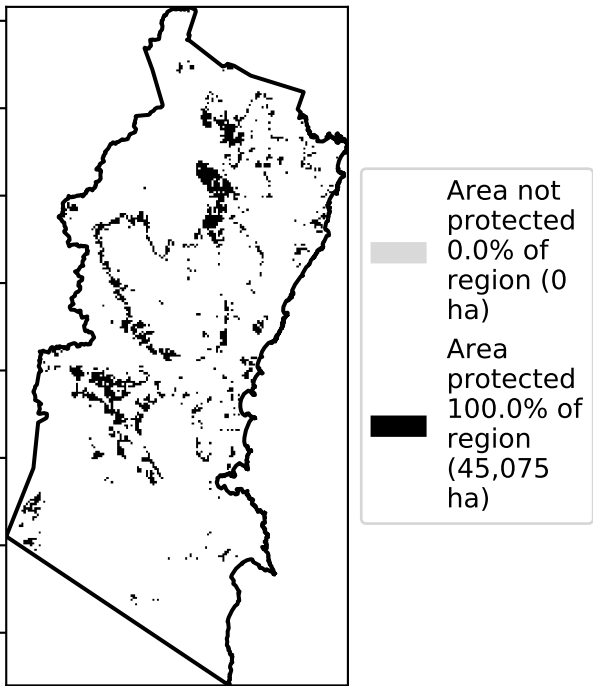 Area not
protected
0.0% of
region (0
ha)
Area
protected
100.0% of
region
(45,075
ha)